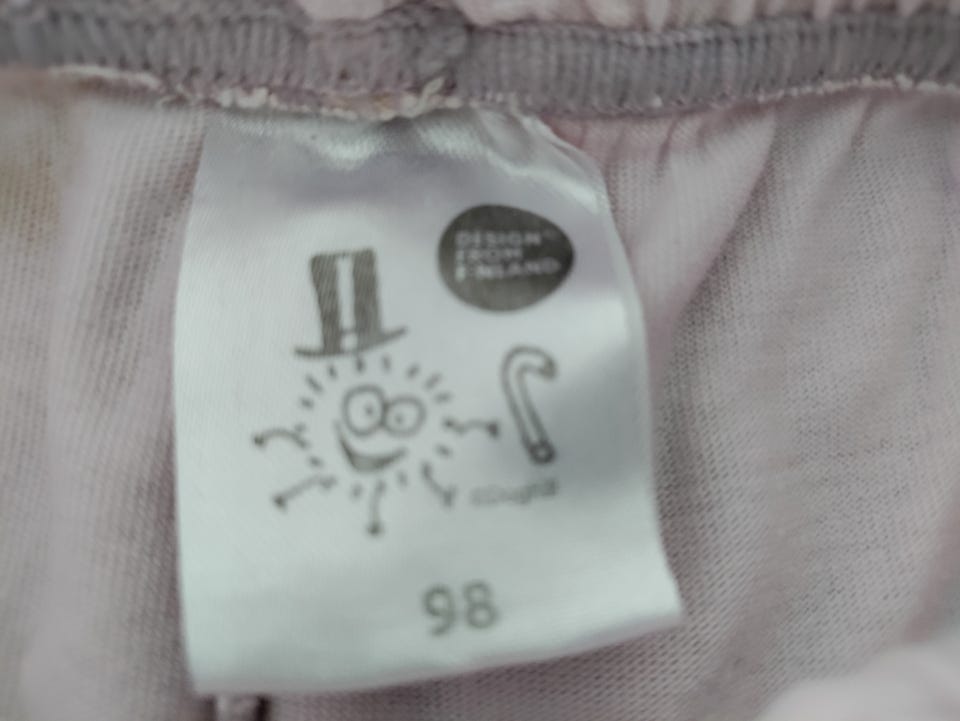 DESIGN
FROM
FINLAND
98